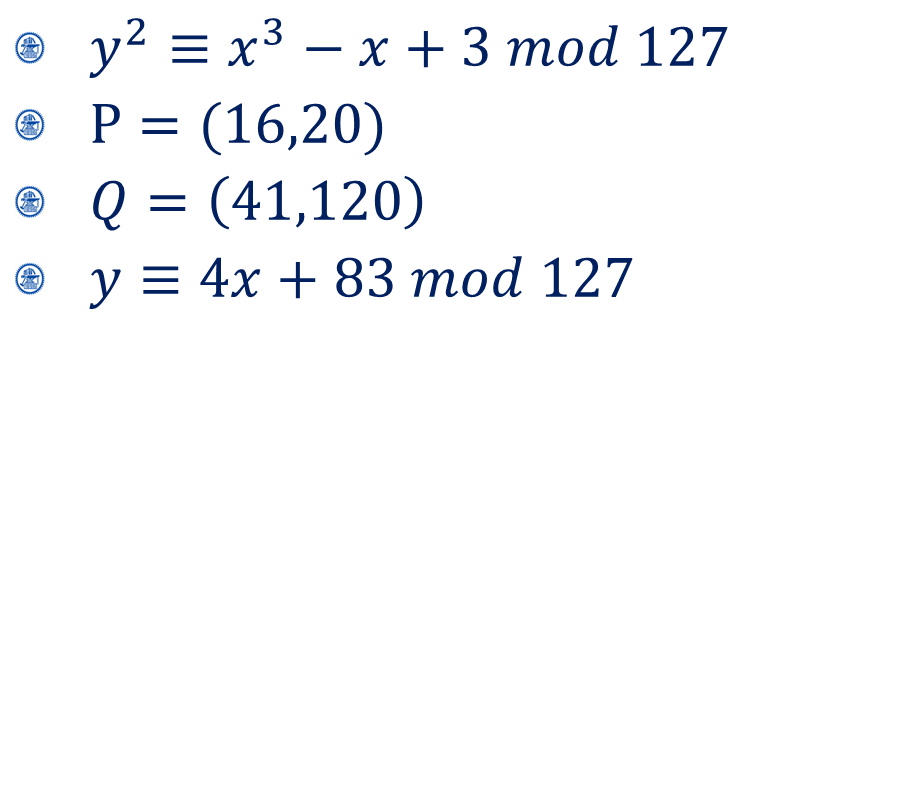 y² ≡ x³ − x + 3 mod 127
P = (16,20)
Q = (41,120)
y ≡ 4x + 83 mod 127